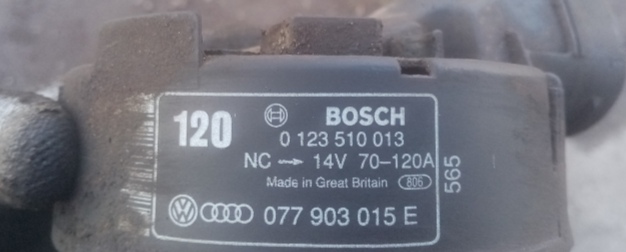 120 BOSCH
0 123 510 013
NC → 14V 70-120A
Made in Great Britain 806
565
077 903 015 E